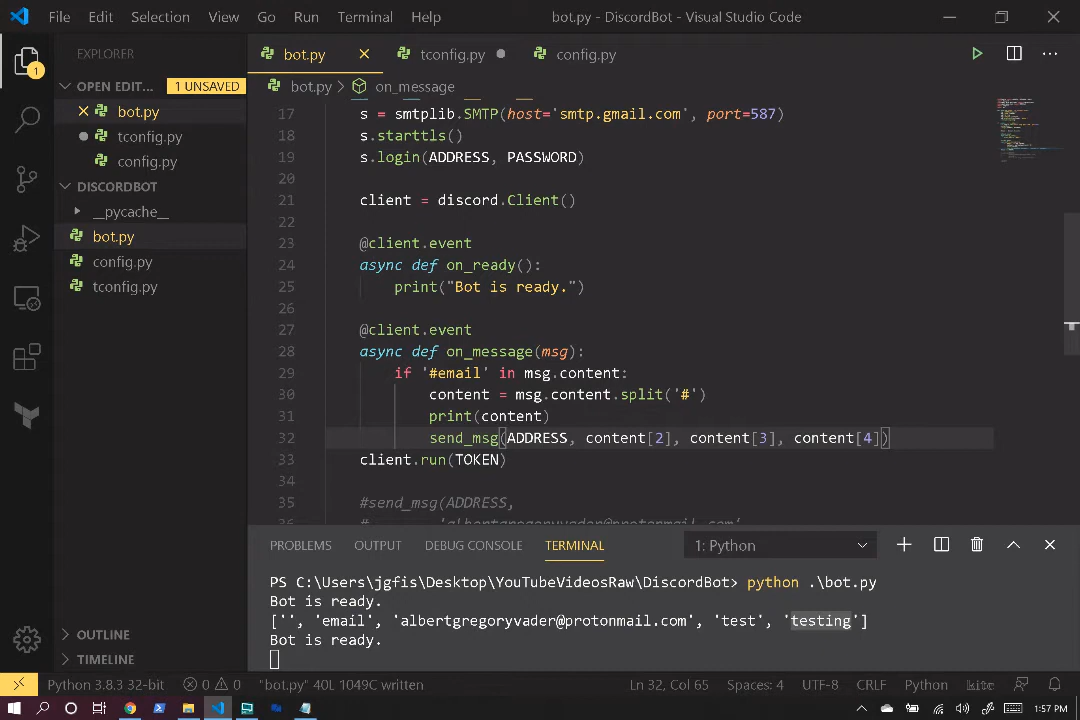 File Edit Selection View Go Run Terminal Help
bot.py - DiscordBot - Visual Studio Code
EXPLORER
OPEN EDIT... 1 UNSAVED
bot.py
tconfig.py
config.py
DISCORDBOT
__pycache__
bot.py
config.py
tconfig.py
OUTLINE
TIMELINE
1
bot.py tconfig.py config.py
bot.py > on_message
17 s = smtplib.SMTP(host='smtp.gmail.com', port=587)
18 s.starttls()
19 s.login(ADDRESS, PASSWORD)
20
21 client = discord.Client()
22
23 @client.event
24 async def on_ready():
25 print("Bot is ready.")
26
27 @client.event
28 async def on_message(msg):
29 if '#email' in msg.content:
30 content = msg.content.split('#')
31 print(content)
32 send_msg(ADDRESS, content[2], content[3], content[4])
33 client.run(TOKEN)
34
35 #send_msg(ADDRESS,
36 # 'albertgregoryvader@protonmail.com'
PROBLEMS OUTPUT DEBUG CONSOLE TERMINAL 1: Python
PS C:\Users\jgfis\Desktop\YouTubeVideosRaw\DiscordBot> python .\bot.py
Bot is ready.
['', 'email', 'albertgregoryvader@protonmail.com', 'test', 'testing']
Bot is ready.
Python 3.8.3 32-bit 0 0 "bot.py" 40L 1049C written Ln 32, Col 65 Spaces: 4 UTF-8 CRLF Python kite
1:57 PM